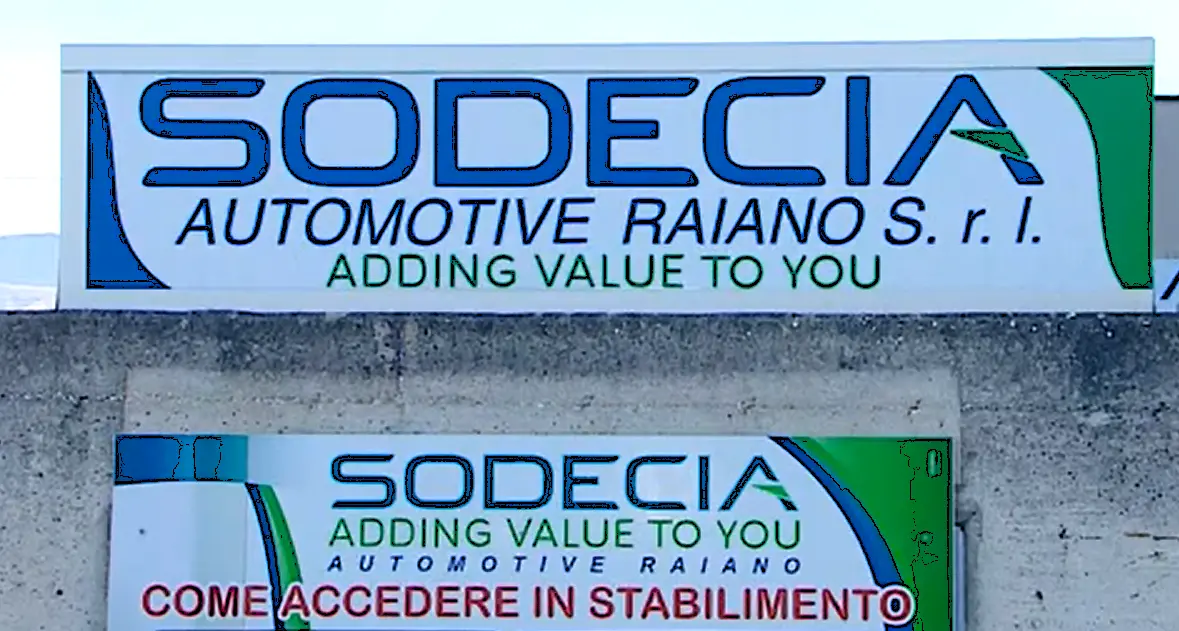 SODECIA
AUTOMOTIVE RAIANO S. r. l.
ADDING VALUE TO YOU
SODECIA
ADDING VALUE TO YOU
AUTOMOTIVE RAIANO
COME ACCEDERE IN STABILIMENTO